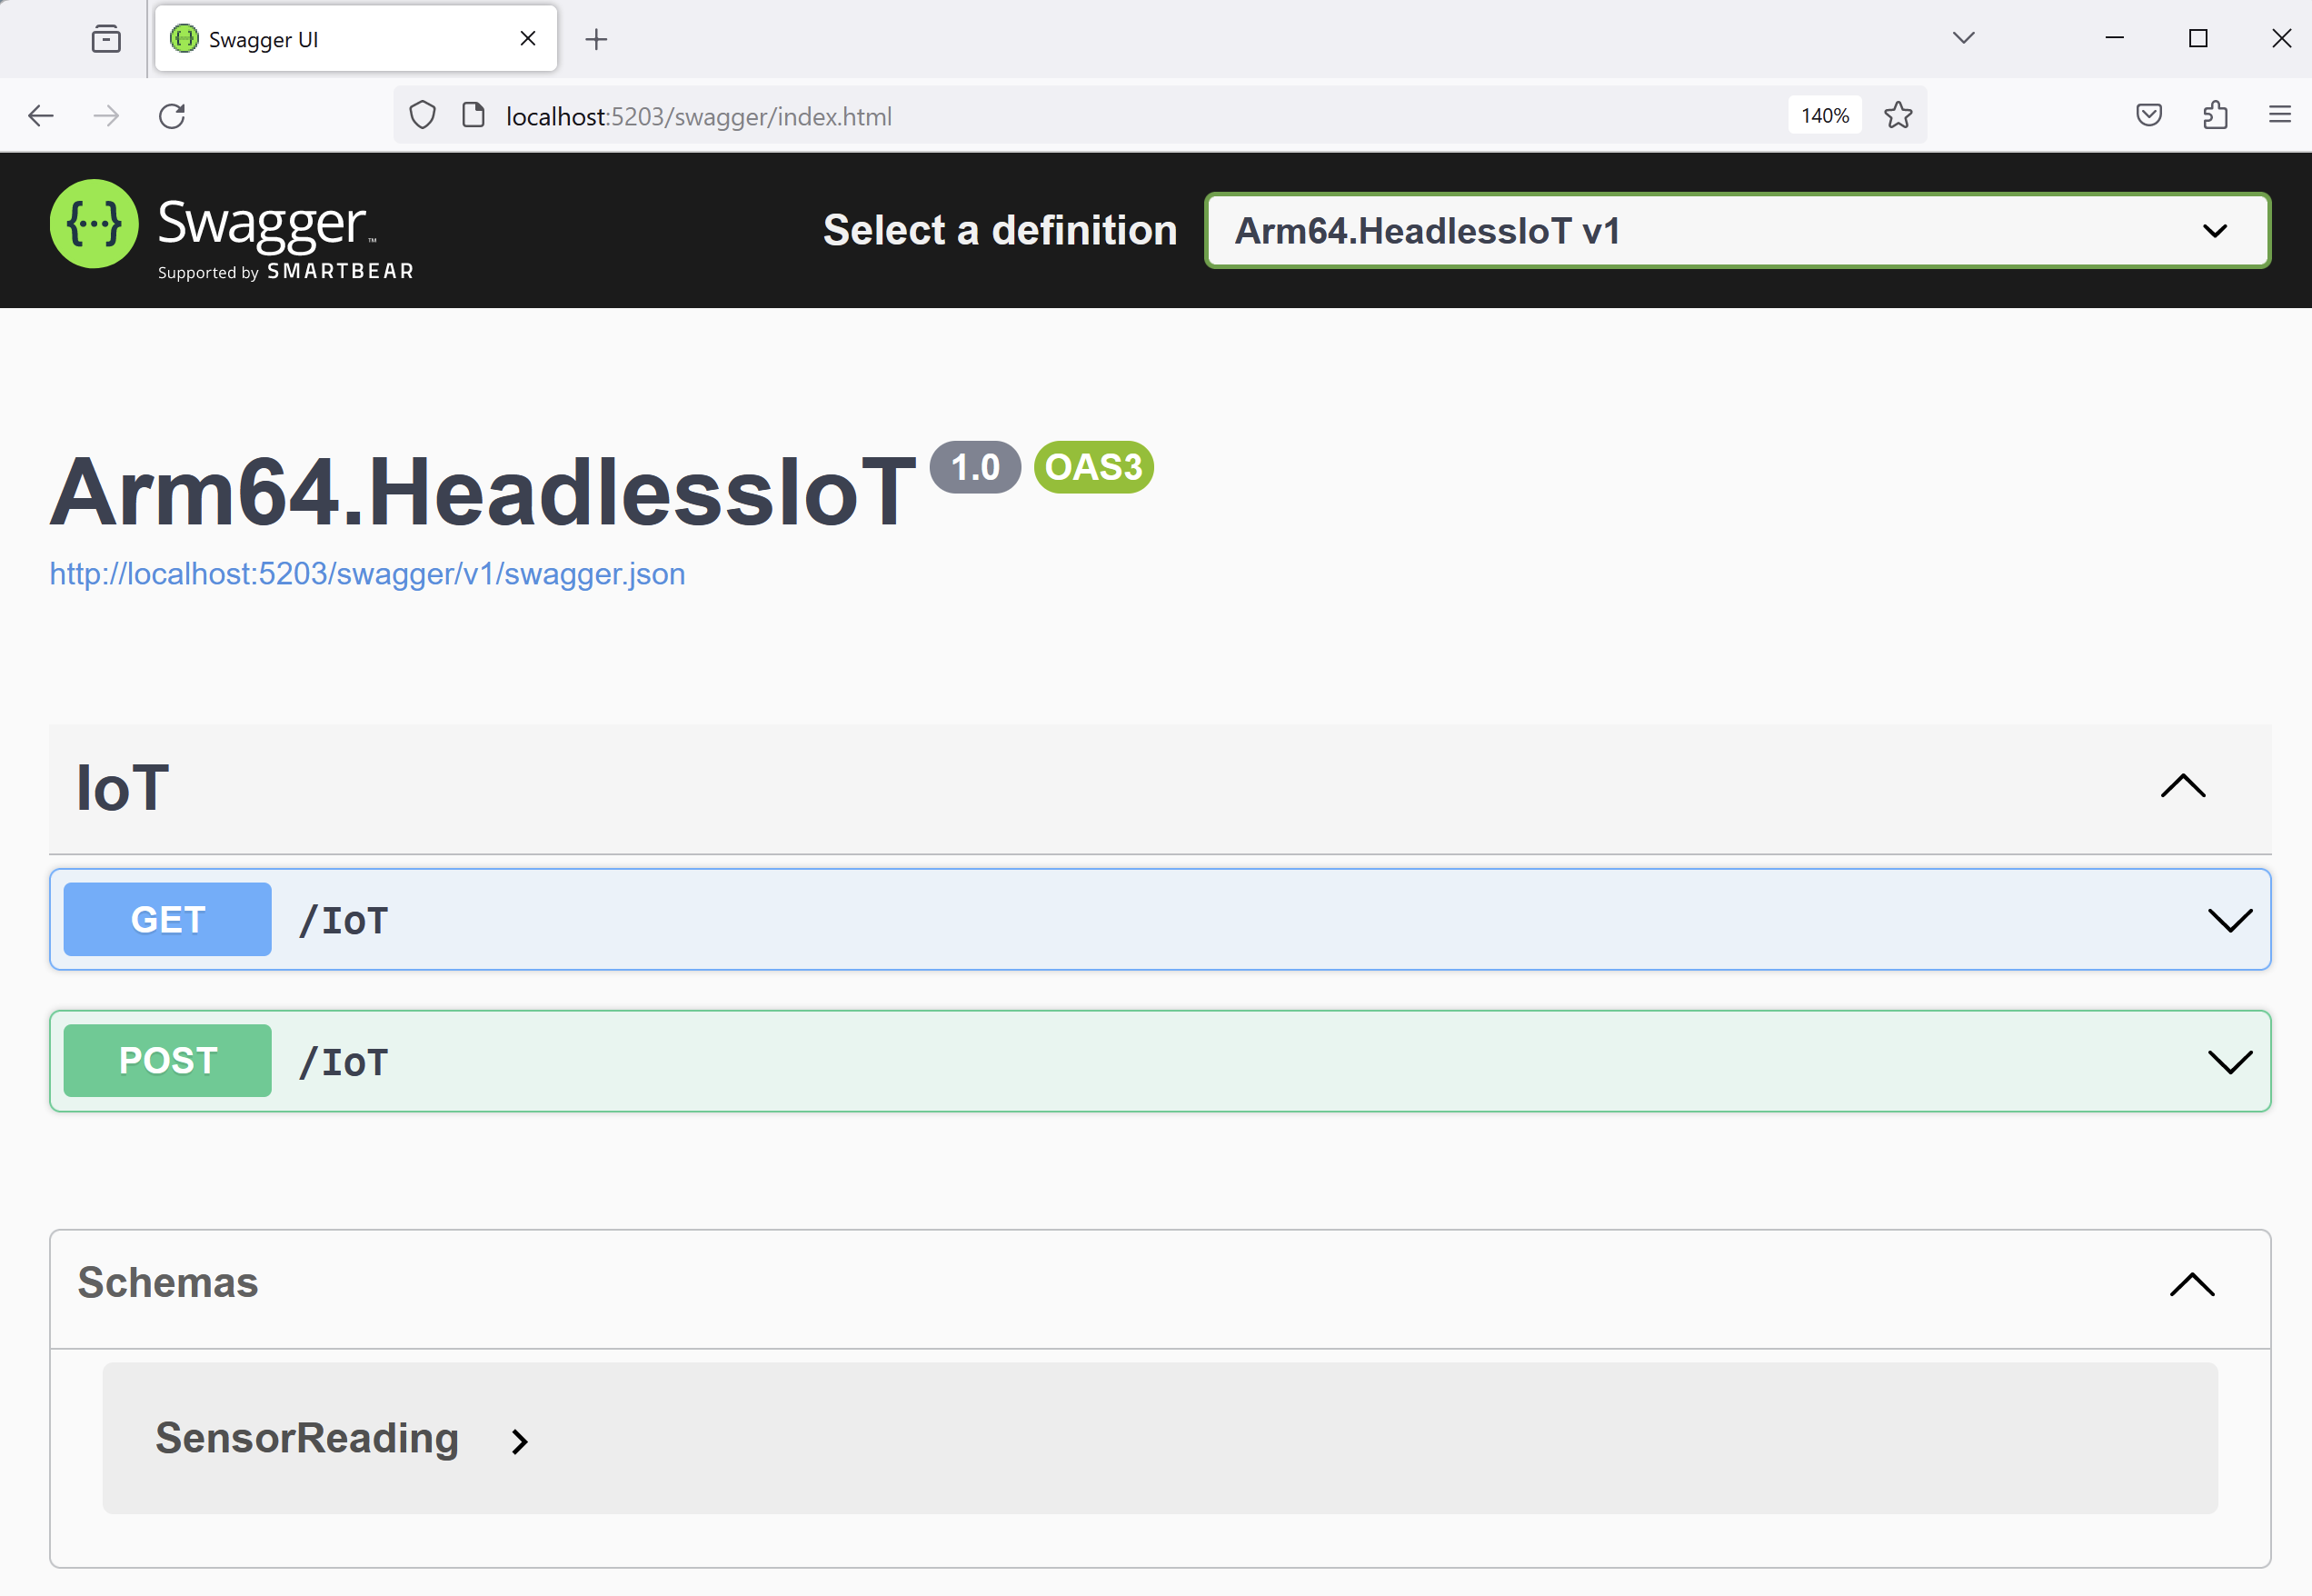 Swagger UI
localhost:5203/swagger/index.html
140%
{···} Swagger™
Supported by SMARTBEAR
Select a definition
Arm64.HeadlessIoT v1
Arm64.HeadlessIoT 1.0 OAS3
http://localhost:5203/swagger/v1/swagger.json
IoT
GET /IoT
POST /IoT
Schemas
SensorReading